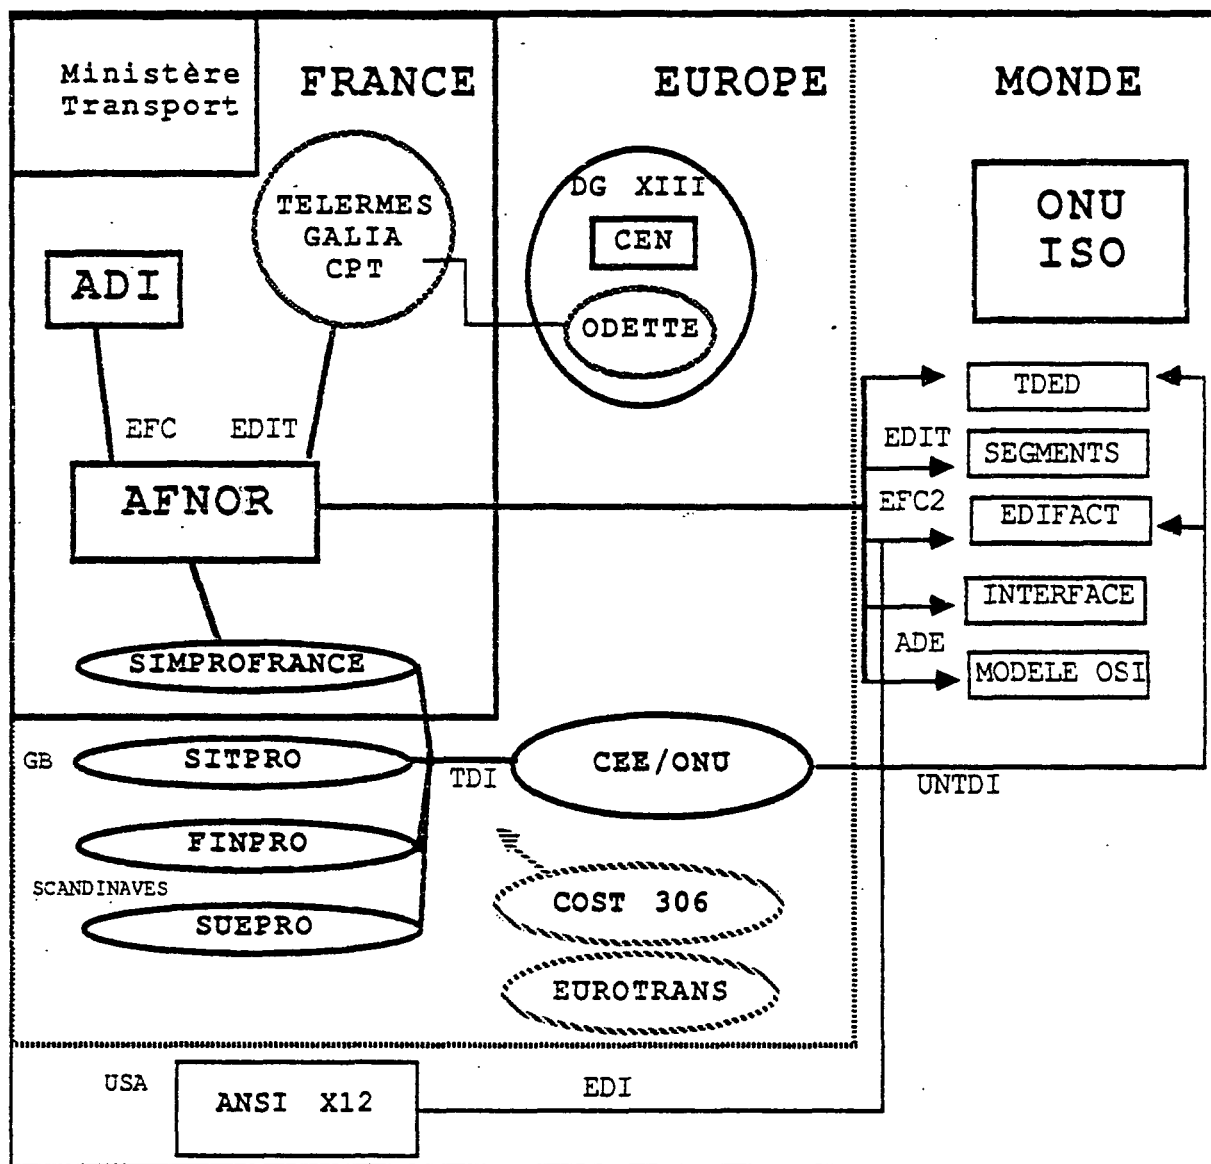 Ministère
Transport
FRANCE
EUROPE
MONDE
TELERMES
GALIA
CPT
DG XIII
CEN
ODETTE
ONU
ISO
ADI
EFC
EDIT
AFNOR
TDED
EDIT
SEGMENTS
EFC2
EDIFACT
INTERFACE
ADE
MODELE OSI
SIMPROFRANCE
GB
SITPRO
TDI
CEE/ONU
UNTDI
FINPRO
SCANDINAVES
SUEPRO
COST 306
EUROTRANS
USA
ANSI X12
EDI